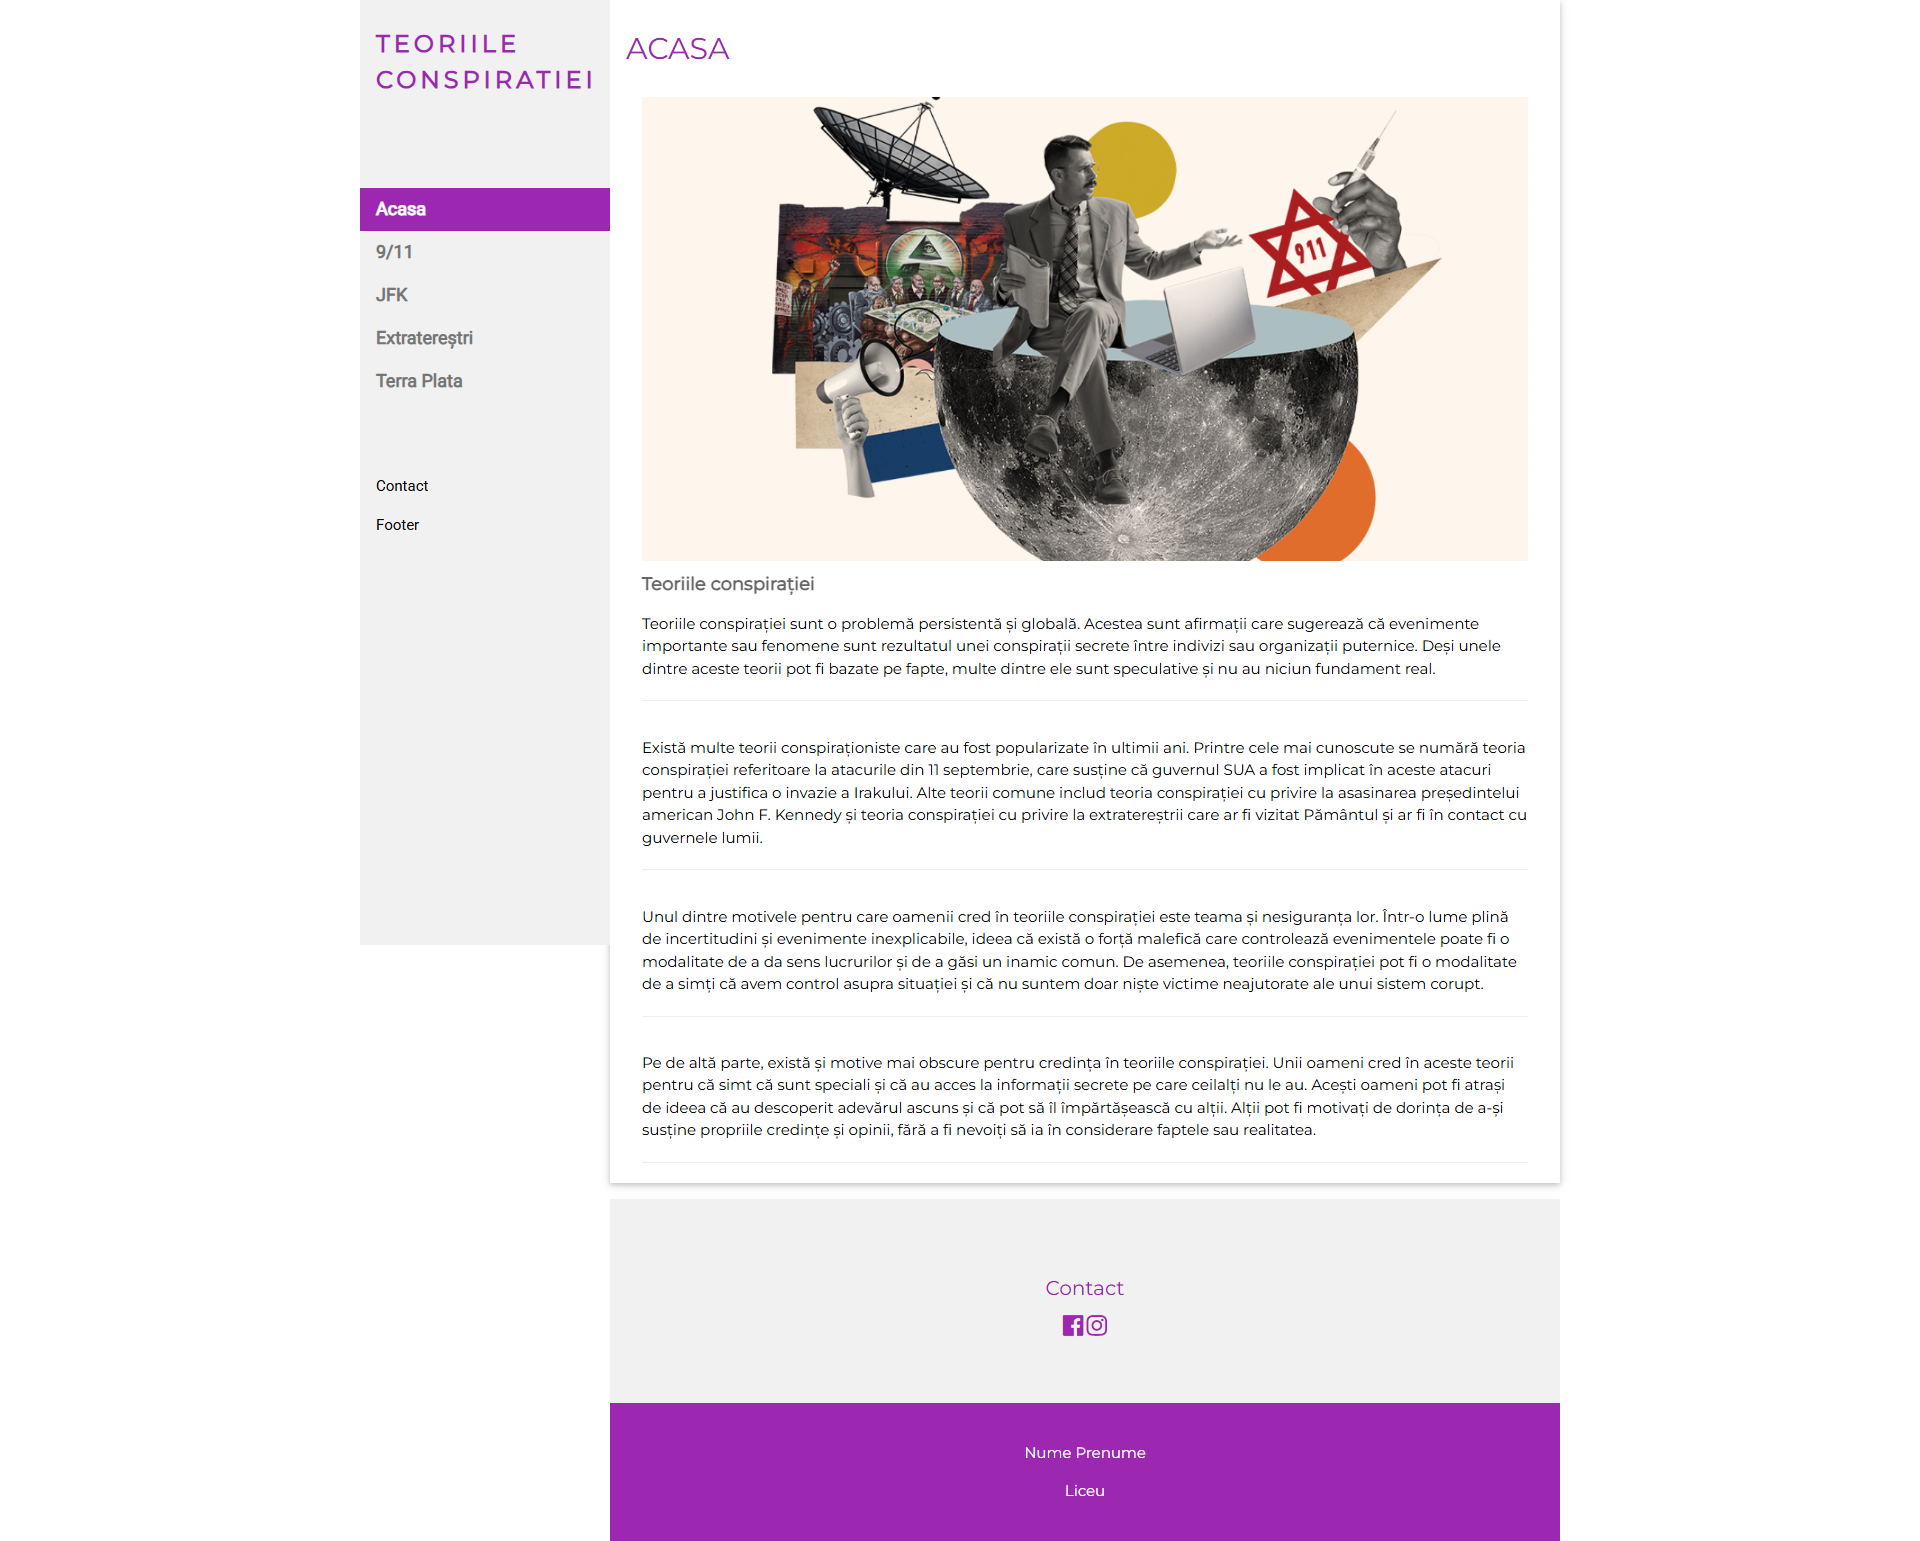 TEORIILE
CONSPIRATIEI
Acasa
9/11
JFK
Extratereștri
Terra Plata
Contact
Footer
ACASA
911
Teoriile conspirației
Teoriile conspirației sunt o problemă persistentă și globală. Acestea sunt afirmații care sugerează că evenimente
importante sau fenomene sunt rezultatul unei conspirații secrete între indivizi sau organizații puternice. Deși unele
dintre aceste teorii pot fi bazate pe fapte, multe dintre ele sunt speculative și nu au niciun fundament real.
Există multe teorii conspiraționiste care au fost popularizate în ultimii ani. Printre cele mai cunoscute se numără teoria
conspirației referitoare la atacurile din 11 septembrie, care susține că guvernul SUA a fost implicat în aceste atacuri
pentru a justifica o invazie a Irakului. Alte teorii comune includ teoria conspirației cu privire la asasinarea președintelui
american John F. Kennedy și teoria conspirației cu privire la extratereștrii care ar fi vizitat Pământul și ar fi în contact cu
guvernele lumii.
Unul dintre motivele pentru care oamenii cred în teoriile conspirației este teama și nesiguranța lor. Într-o lume plină
de incertitudini și evenimente inexplicabile, ideea că există o forță malefică care controlează evenimentele poate fi o
modalitate de a da sens lucrurilor și de a găsi un inamic comun. De asemenea, teoriile conspirației pot fi o modalitate
de a simți că avem control asupra situației și că nu suntem doar niște victime neajutorate ale unui sistem corupt.
Pe de altă parte, există și motive mai obscure pentru credința în teoriile conspirației. Unii oameni cred în aceste teorii
pentru că simt că sunt speciali și că au acces la informații secrete pe care ceilalți nu le au. Acești oameni pot fi atrași
de ideea că au descoperit adevărul ascuns și că pot să îl împărtășească cu alții. Alții pot fi motivați de dorința de a-și
susține propriile credințe și opinii, fără a fi nevoiți să ia în considerare faptele sau realitatea.
Contact
Nume Prenume
Liceu